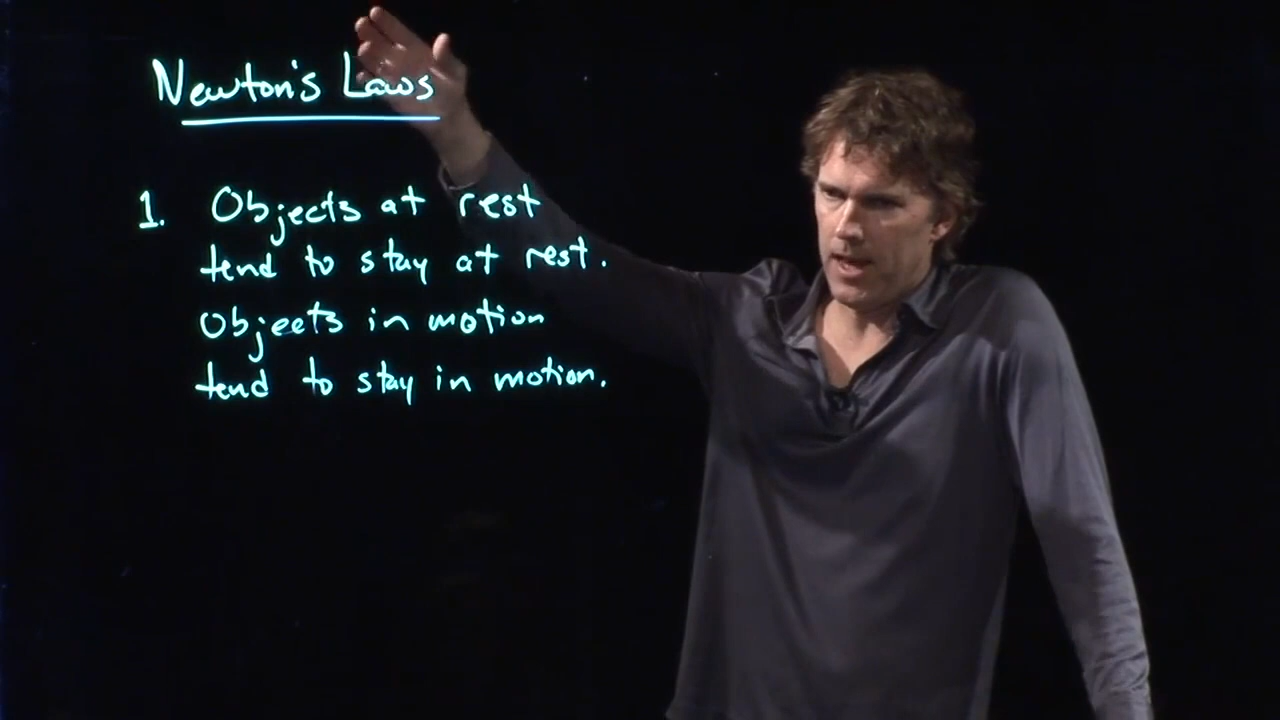 Newton's Laws
1. Objects at rest
tend to stay at rest.
Objects in motion
tend to stay in motion.